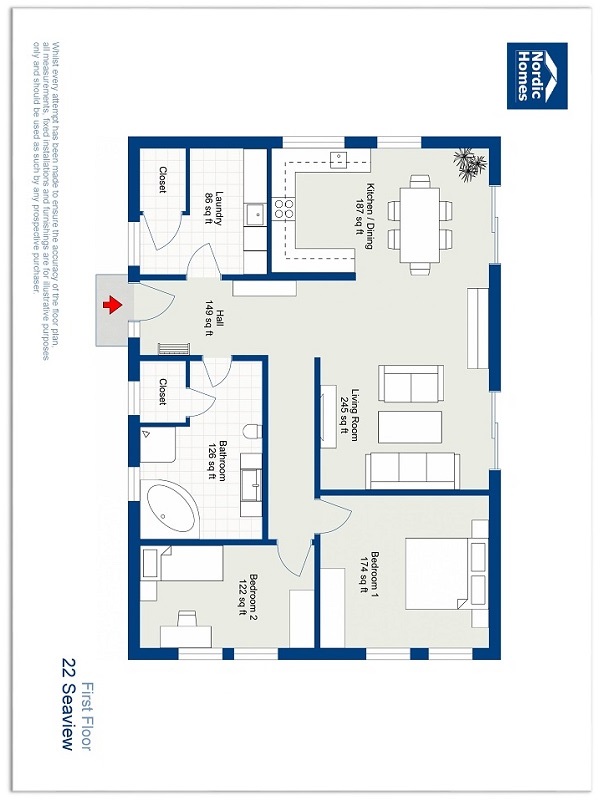 Nordic
Homes
Kitchen / Dining
187 sq ft
Laundry
86 sq ft
Closet
Hall
149 sq ft
Living Room
245 sq ft
Closet
Bathroom
126 sq ft
Bedroom 1
174 sq ft
Bedroom 2
122 sq ft
First Floor
22 Seaview
Whilst every attempt has been made to ensure the accuracy of the floor plan,
all measurements, fixed installations and furnishings are for illustrative purposes
only and should be used as such by any prospective purchaser.